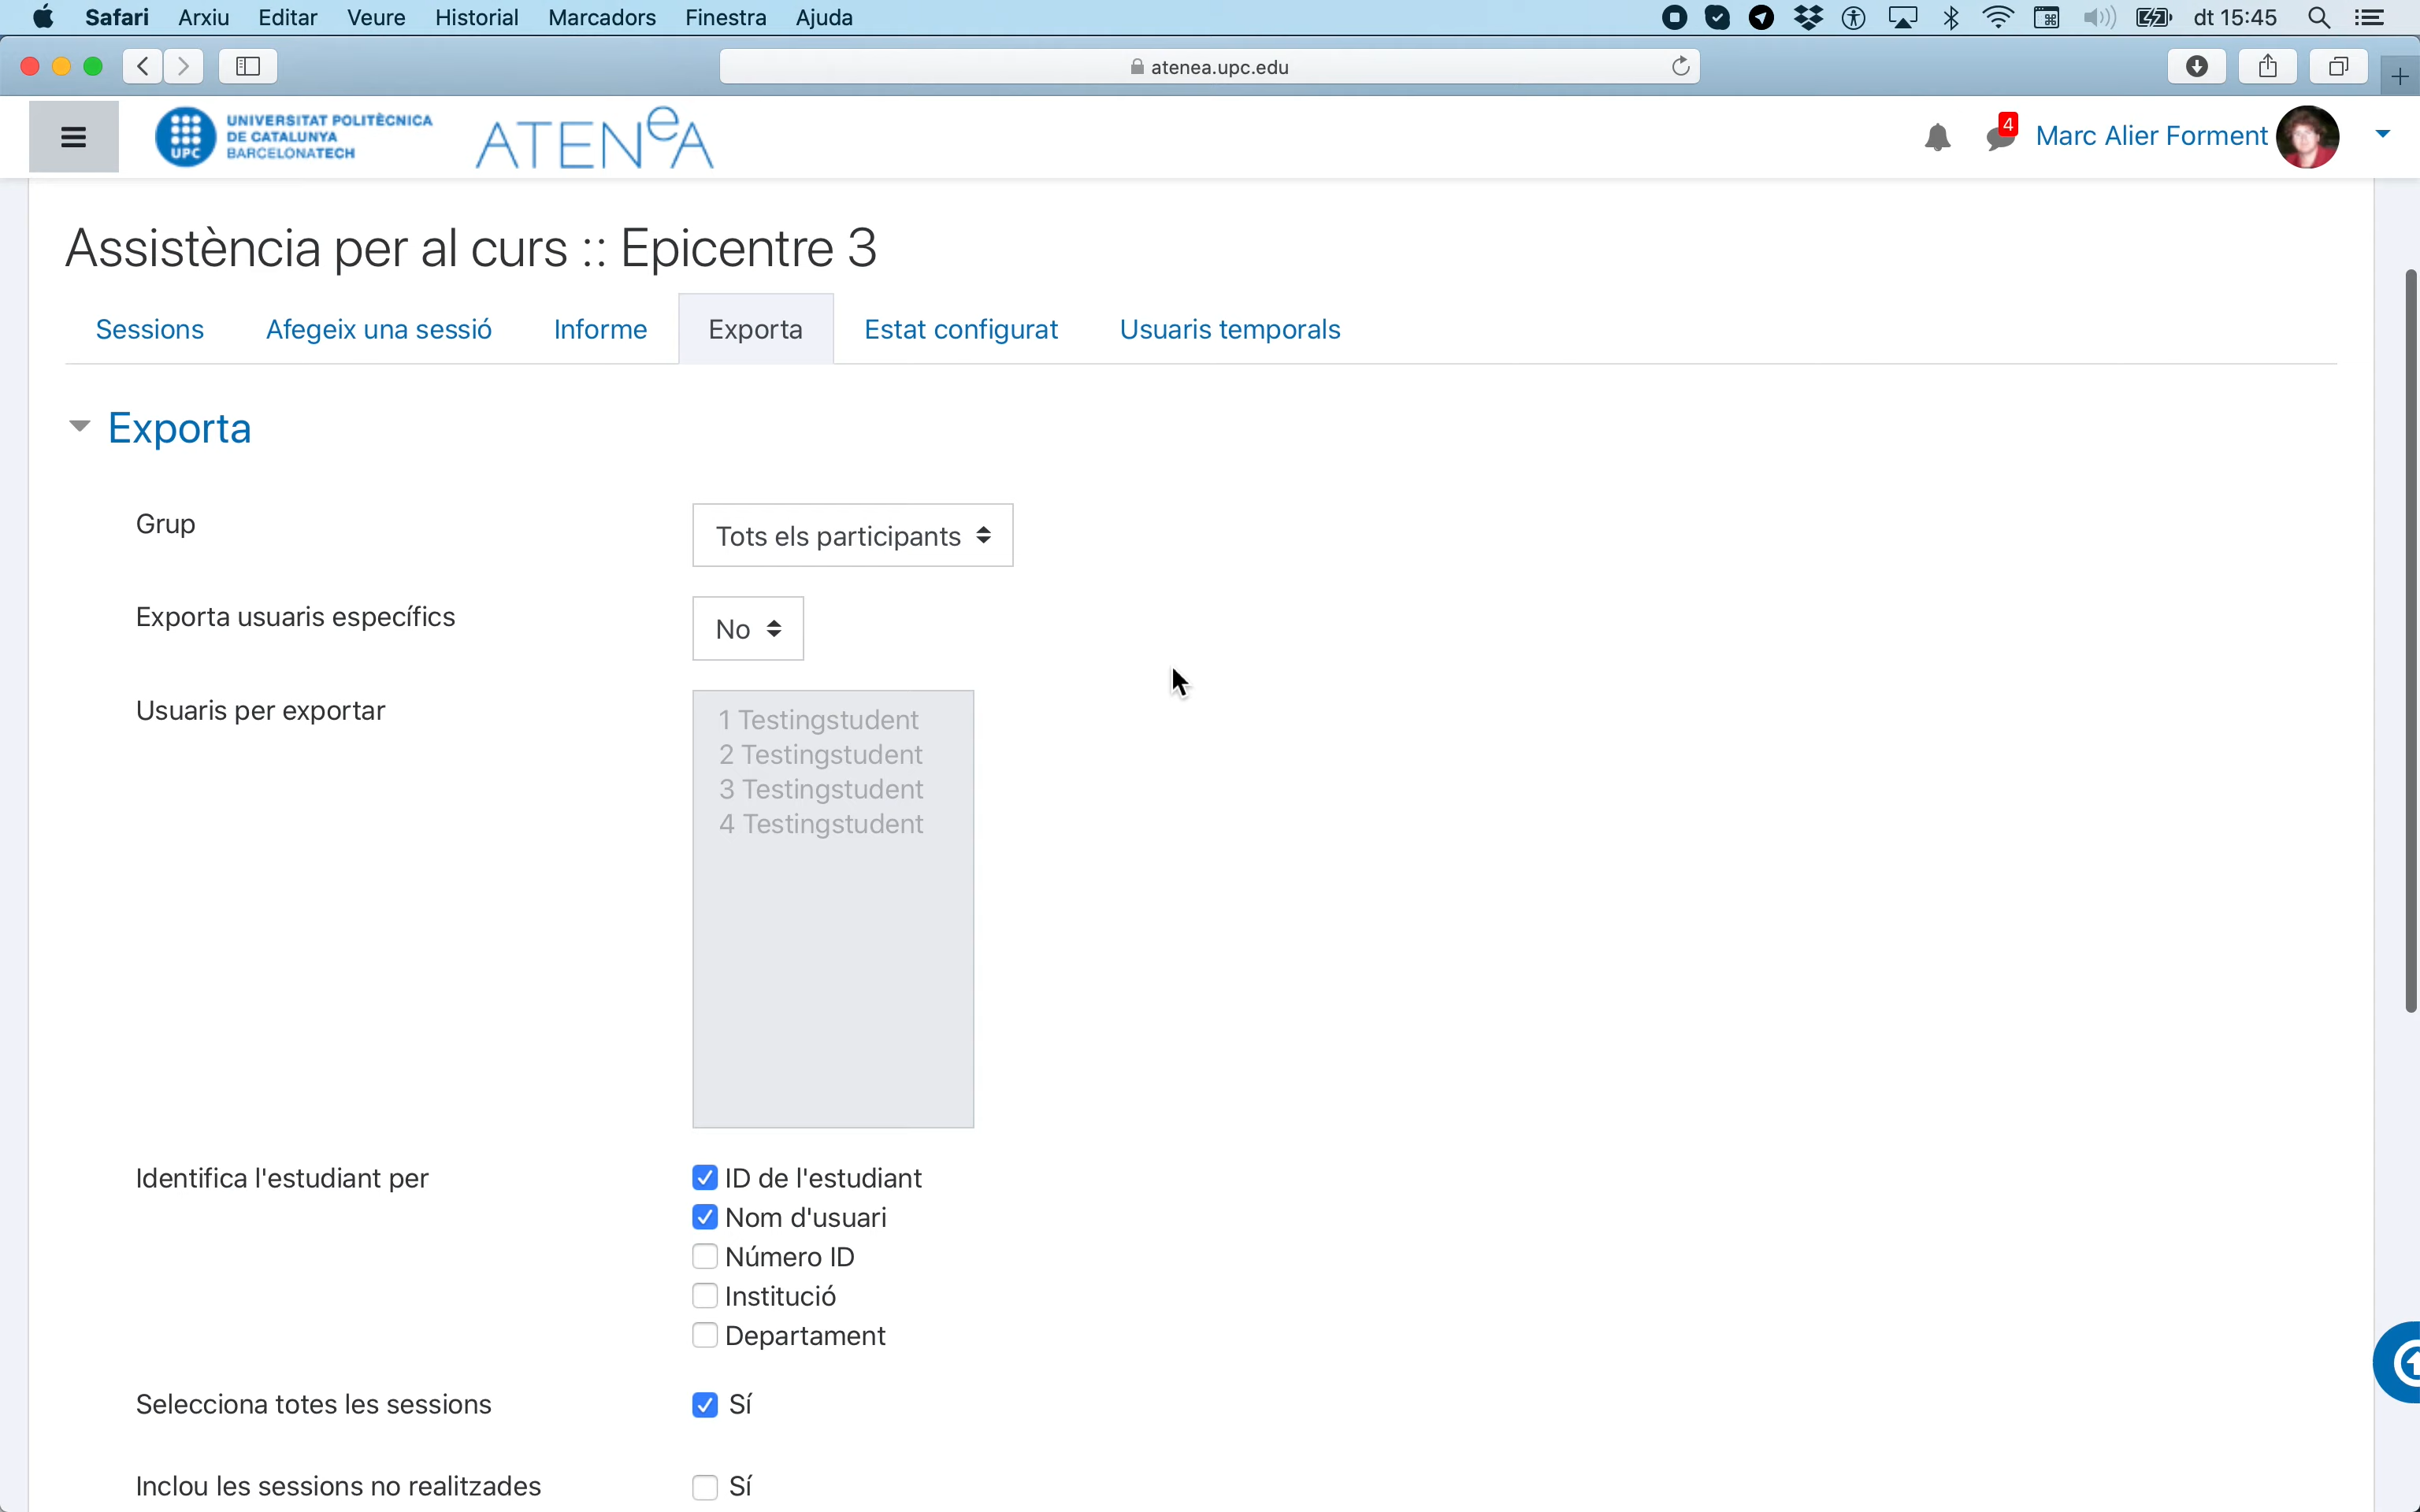 Safari Arxiu Editar Veure Historial Marcadors Finestra Ajuda dt 15:45
atenea.upc.edu
UPC UNIVERSITAT POLITÈCNICA
DE CATALUNYA
BARCELONATECH
ATENeA
4 Marc Alier Forment
Assistència per al curs :: Epicentre 3
Sessions Afegeix una sessió Informe Exporta Estat configurat Usuaris temporals
Exporta
Grup Tots els participants
Exporta usuaris específics No
Usuaris per exportar
1 Testingstudent
2 Testingstudent
3 Testingstudent
4 Testingstudent
Identifica l'estudiant per ID de l'estudiant
Nom d'usuari
Número ID
Institució
Departament
Selecciona totes les sessions Sí
Inclou les sessions no realitzades Sí